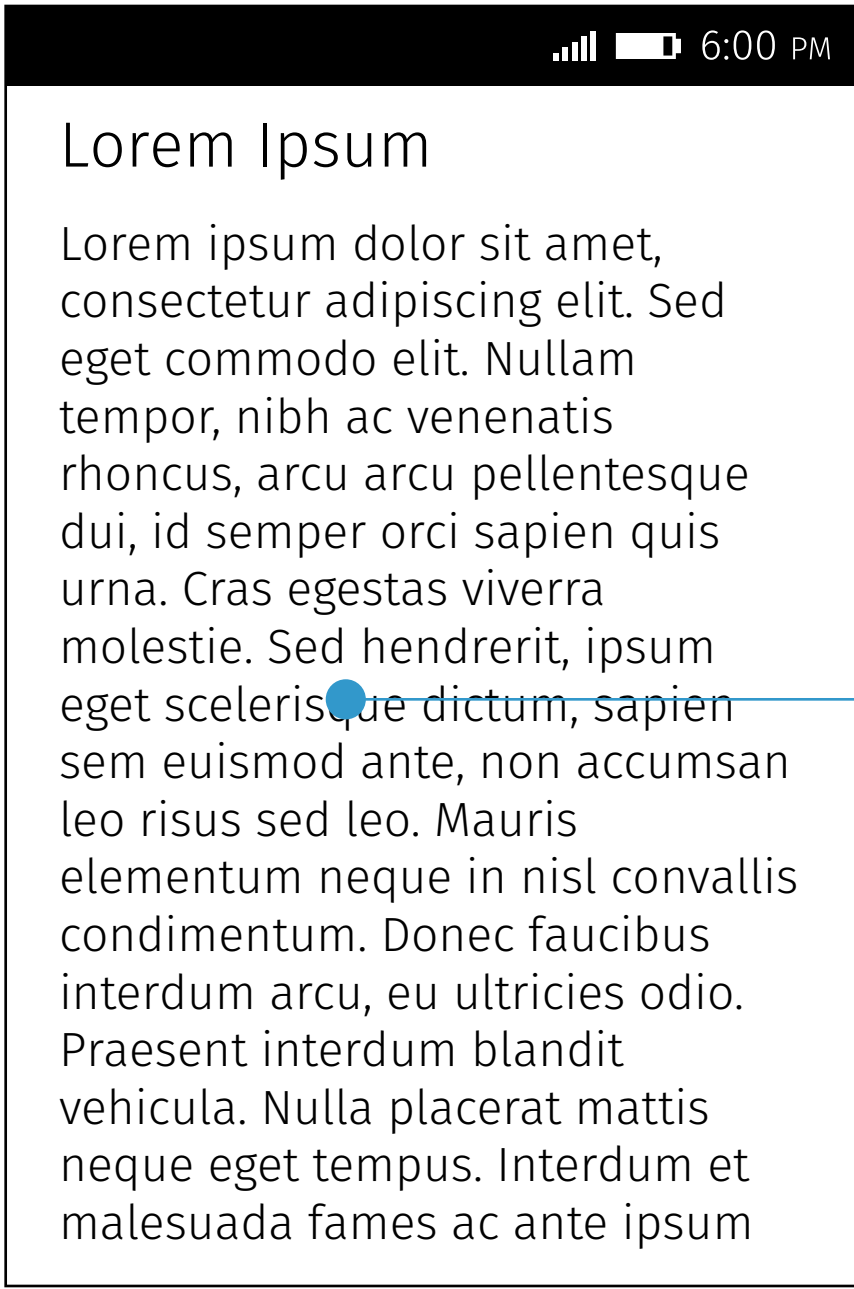 6:00 PM
Lorem Ipsum
Lorem ipsum dolor sit amet,
consectetur adipiscing elit. Sed
eget commodo elit. Nullam
tempor, nibh ac venenatis
rhoncus, arcu arcu pellentesque
dui, id semper orci sapien quis
urna. Cras egestas viverra
molestie. Sed hendrerit, ipsum
eget scelerisque dictum, sapien
sem euismod ante, non accumsan
leo risus sed leo. Mauris
elementum neque in nisl convallis
condimentum. Donec faucibus
interdum arcu, eu ultricies odio.
Praesent interdum blandit
vehicula. Nulla placerat mattis
neque eget tempus. Interdum et
malesuada fames ac ante ipsum